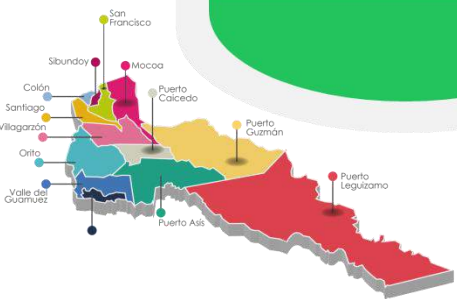 San
Francisco
Sibundoy
Mocoa
Colón
Puerto
Caicedo
Santiago
Villagarzón
Puerto
Guzmán
Orito
Puerto
Leguízamo
Valle del
Guamuez
Puerto Asís